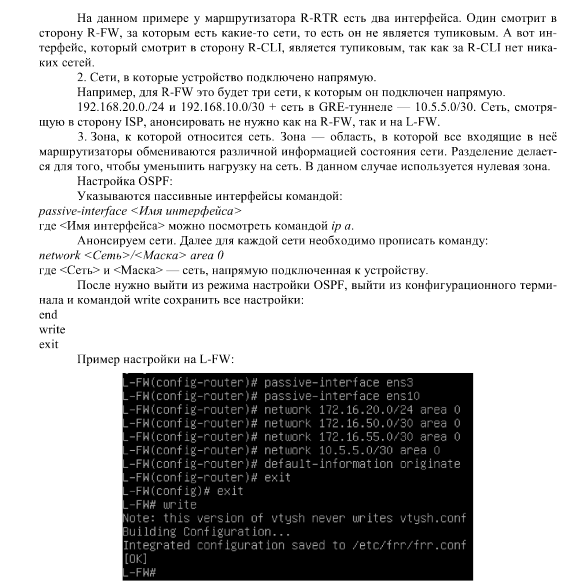 На данном примере у маршрутизатора R-RTR есть два интерфейса. Один смотрит в
сторону R-FW, за которым есть какие-то сети, то есть он не является тупиковым. А вот ин-
терфейс, который смотрит в сторону R-CLI, является тупиковым, так как за R-CLI нет ника-
ких сетей.
2. Сети, в которые устройство подключено напрямую.
Например, для R-FW это будет три сети, к которым он подключен напрямую.
192.168.20.0./24 и 192.168.10.0/30 + сеть в GRE-туннеле — 10.5.5.0/30. Сеть, смотря-
щую в сторону ISP, анонсировать не нужно как на R-FW, так и на L-FW.
3. Зона, к которой относится сеть. Зона — область, в которой все входящие в неё
маршрутизаторы обмениваются различной информацией состояния сети. Разделение делает-
ся для того, чтобы уменьшить нагрузку на сеть. В данном случае используется нулевая зона.
Настройка OSPF:
Указываются пассивные интерфейсы командой:
passive-interface <Имя интерфейса>
где <Имя интерфейса> можно посмотреть командой ip a.
Анонсируем сети. Далее для каждой сети необходимо прописать команду:
network <Сеть>/<Маска> area 0
где <Сеть> и <Маска> — сеть, напрямую подключенная к устройству.
После нужно выйти из режима настройки OSPF, выйти из конфигурационного терми-
нала и командой write сохранить все настройки:
end
write
exit
Пример настройки на L-FW:
L-FW(config-router)# passive-interface ens3
L-FW(config-router)# passive-interface ens10
L-FW(config-router)# network 172.16.20.0/24 area 0
L-FW(config-router)# network 172.16.50.0/30 area 0
L-FW(config-router)# network 172.16.55.0/30 area 0
L-FW(config-router)# network 10.5.5.0/30 area 0
L-FW(config-router)# default-information originate
L-FW(config-router)# exit
L-FW(config)# exit
L-FW# write
Note: this version of vtysh never writes vtysh.conf
Building Configuration...
Integrated configuration saved to /etc/frr/frr.conf
[OK]
L-FW#